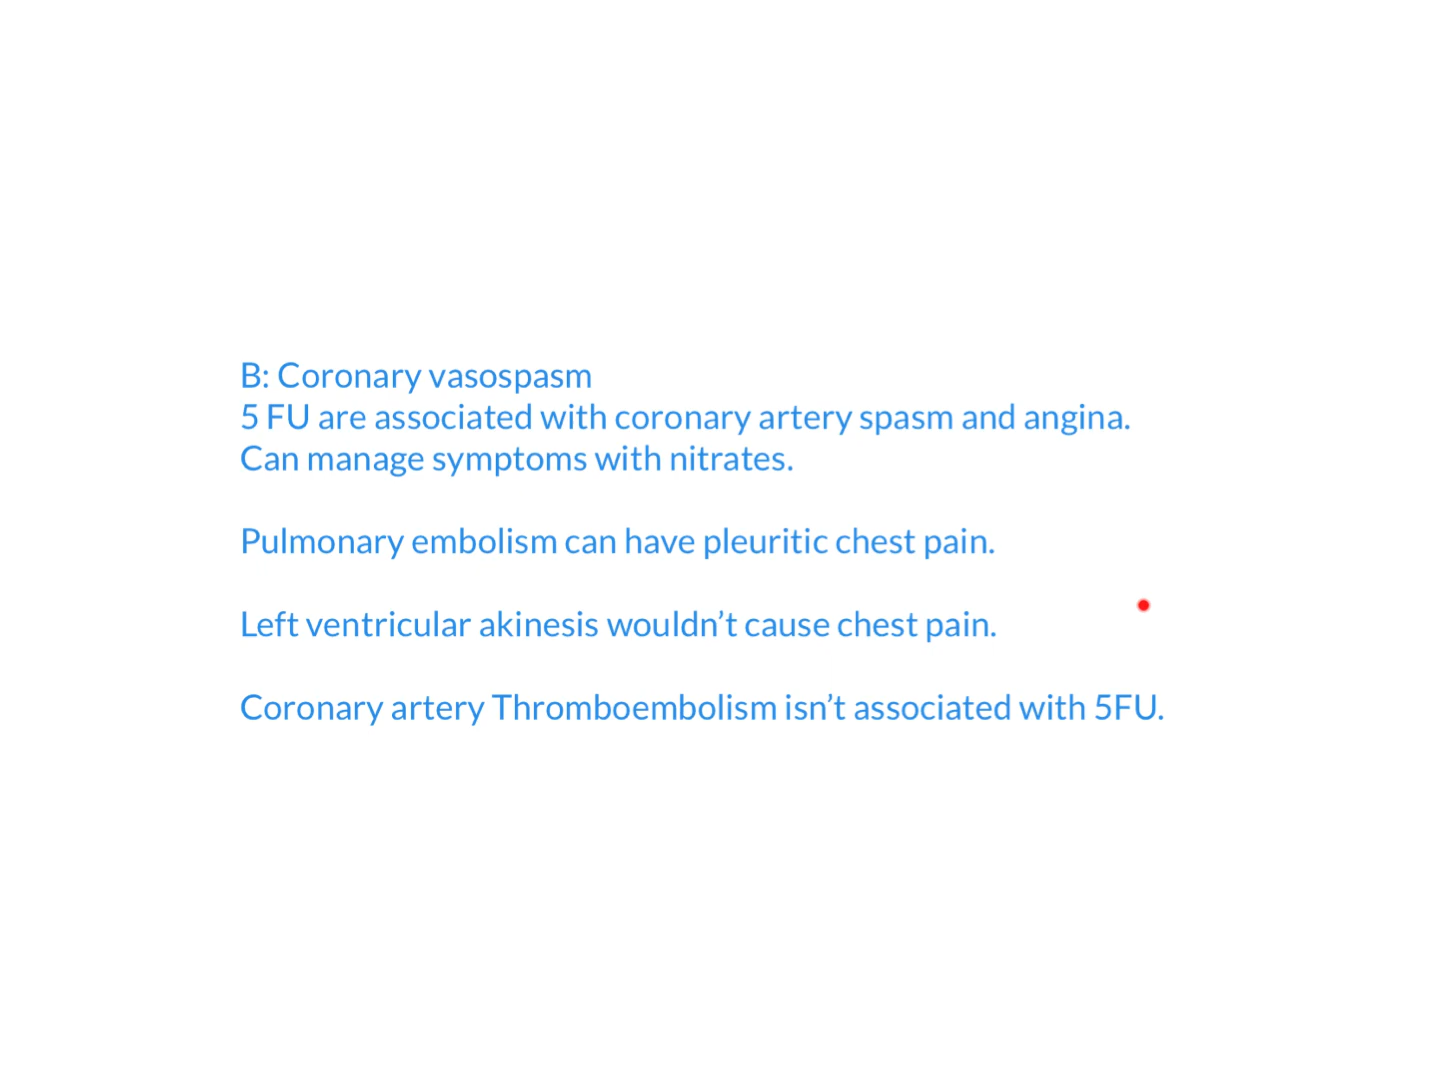 B: Coronary vasospasm
5 FU are associated with coronary artery spasm and angina.
Can manage symptoms with nitrates.
Pulmonary embolism can have pleuritic chest pain.
Left ventricular akinesis wouldn’t cause chest pain.
Coronary artery Thromboembolism isn’t associated with 5FU.